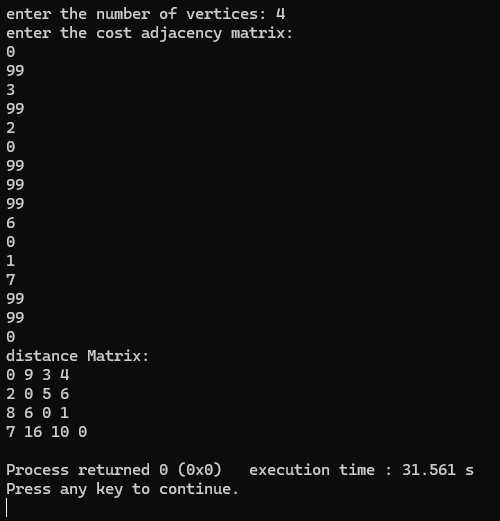 enter the number of vertices: 4
enter the cost adjacency matrix:
0
99
3
99
2
0
99
99
99
6
0
1
7
99
99
0
distance Matrix:
0 9 3 4
2 0 5 6
8 6 0 1
7 16 10 0
Process returned 0 (0x0)   execution time : 31.561 s
Press any key to continue.